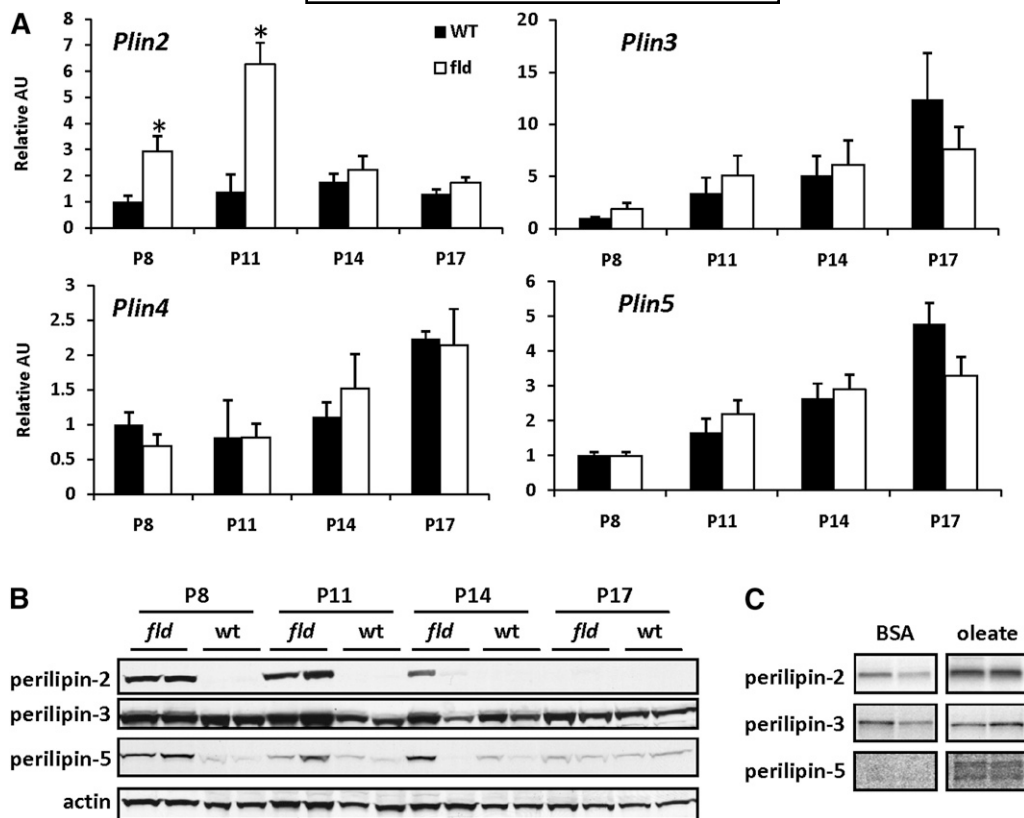 A
Plin2
WT
fld
Relative AU
8
7
6
5
4
3
2
1
0
*
*
P8 P11 P14 P17
Plin3
20
15
10
5
0
P8 P11 P14 P17
Plin4
Relative AU
3
2.5
2
1.5
1
0.5
0
P8 P11 P14 P17
Plin5
6
5
4
3
2
1
0
P8 P11 P14 P17
B
P8 P11 P14 P17
fld wt fld wt fld wt fld wt
perilipin-2
perilipin-3
perilipin-5
actin
C
BSA oleate
perilipin-2
perilipin-3
perilipin-5